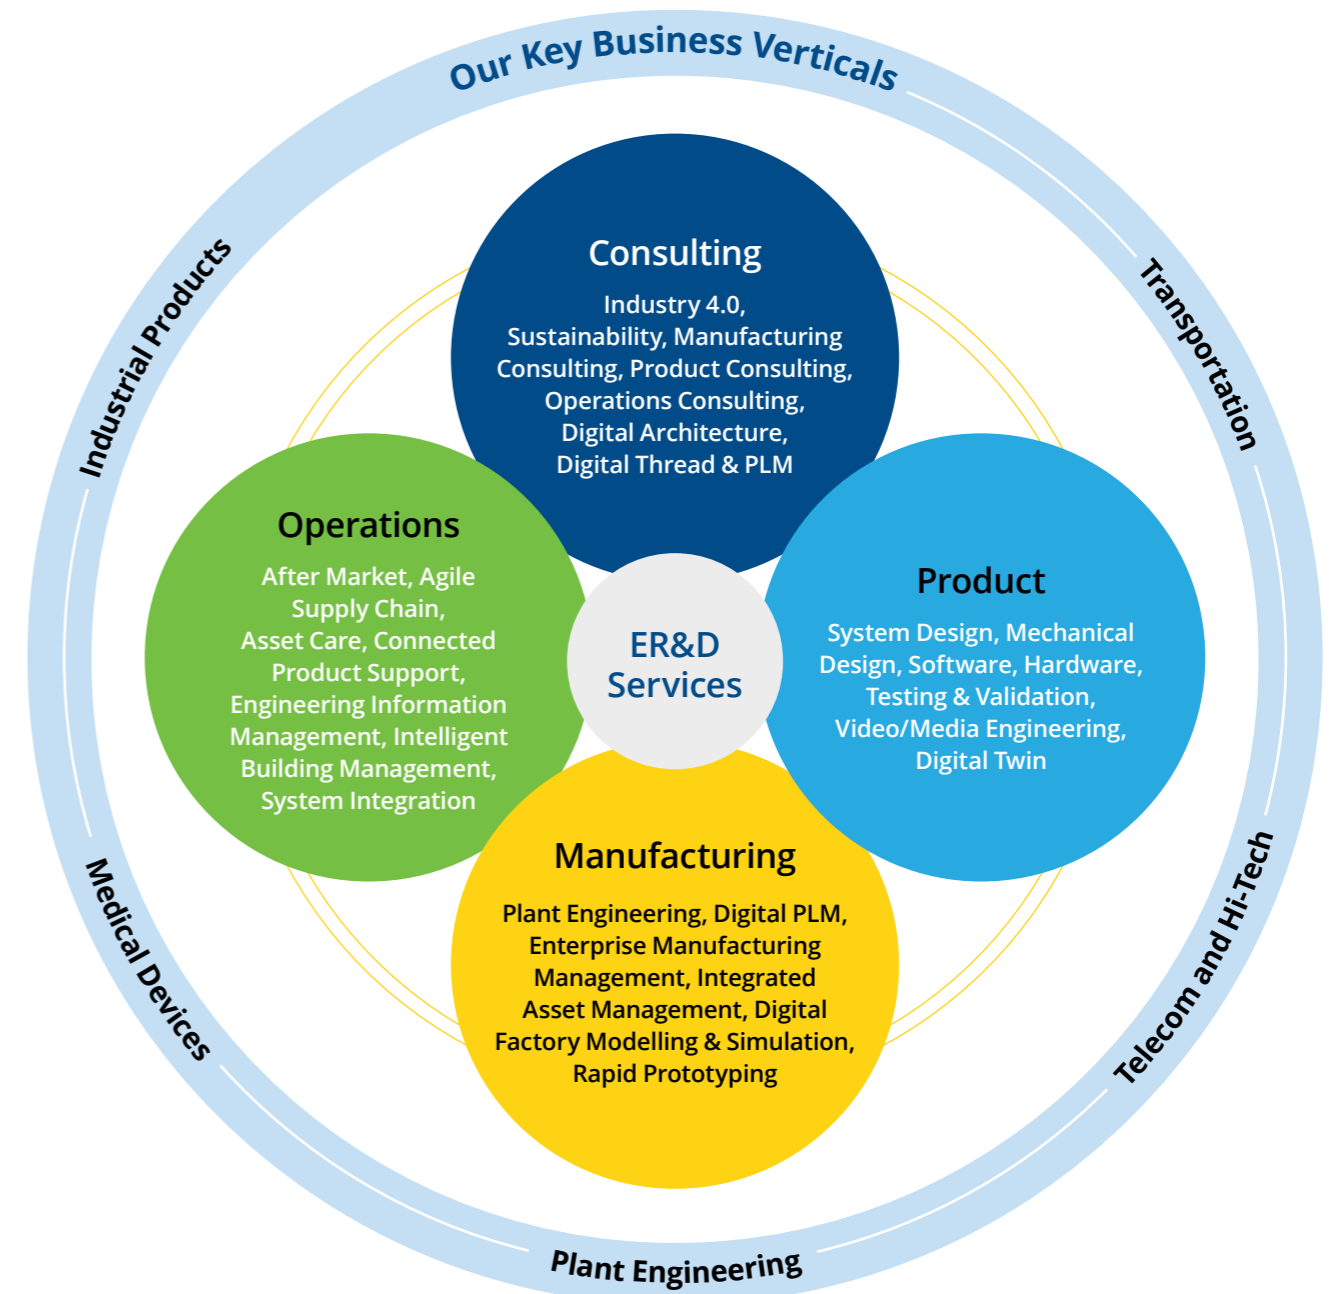 Our Key Business Verticals
Industrial Products
Transportation
Consulting
Industry 4.0,
Sustainability, Manufacturing
Consulting, Product Consulting,
Operations Consulting,
Digital Architecture,
Digital Thread & PLM
Operations
After Market, Agile
Supply Chain,
Asset Care, Connected
Product Support,
Engineering Information
Management, Intelligent
Building Management,
System Integration
ER&D
Services
Product
System Design, Mechanical
Design, Software, Hardware,
Testing & Validation,
Video/Media Engineering,
Digital Twin
Manufacturing
Plant Engineering, Digital PLM,
Enterprise Manufacturing
Management, Integrated
Asset Management, Digital
Factory Modelling & Simulation,
Rapid Prototyping
Medical Devices
Telecom and Hi-Tech
Plant Engineering